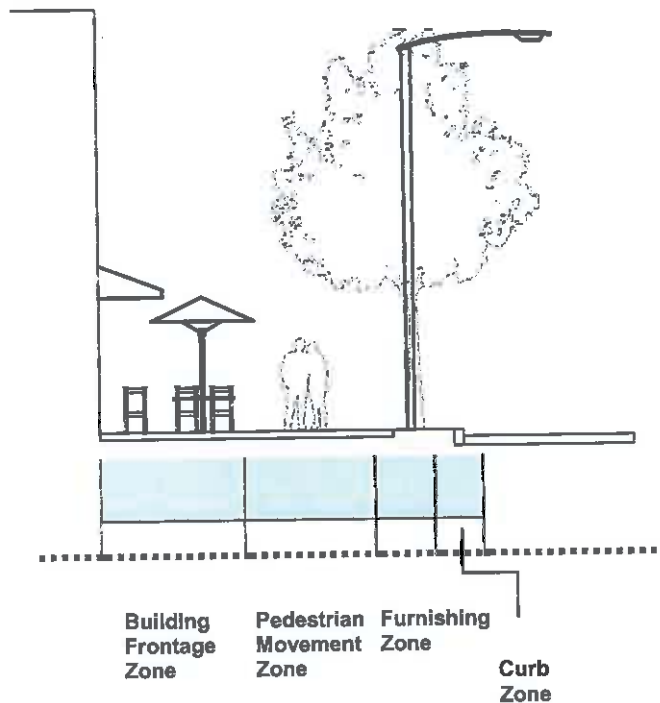 Building
Frontage
Zone
Pedestrian
Movement
Zone
Furnishing
Zone
Curb
Zone